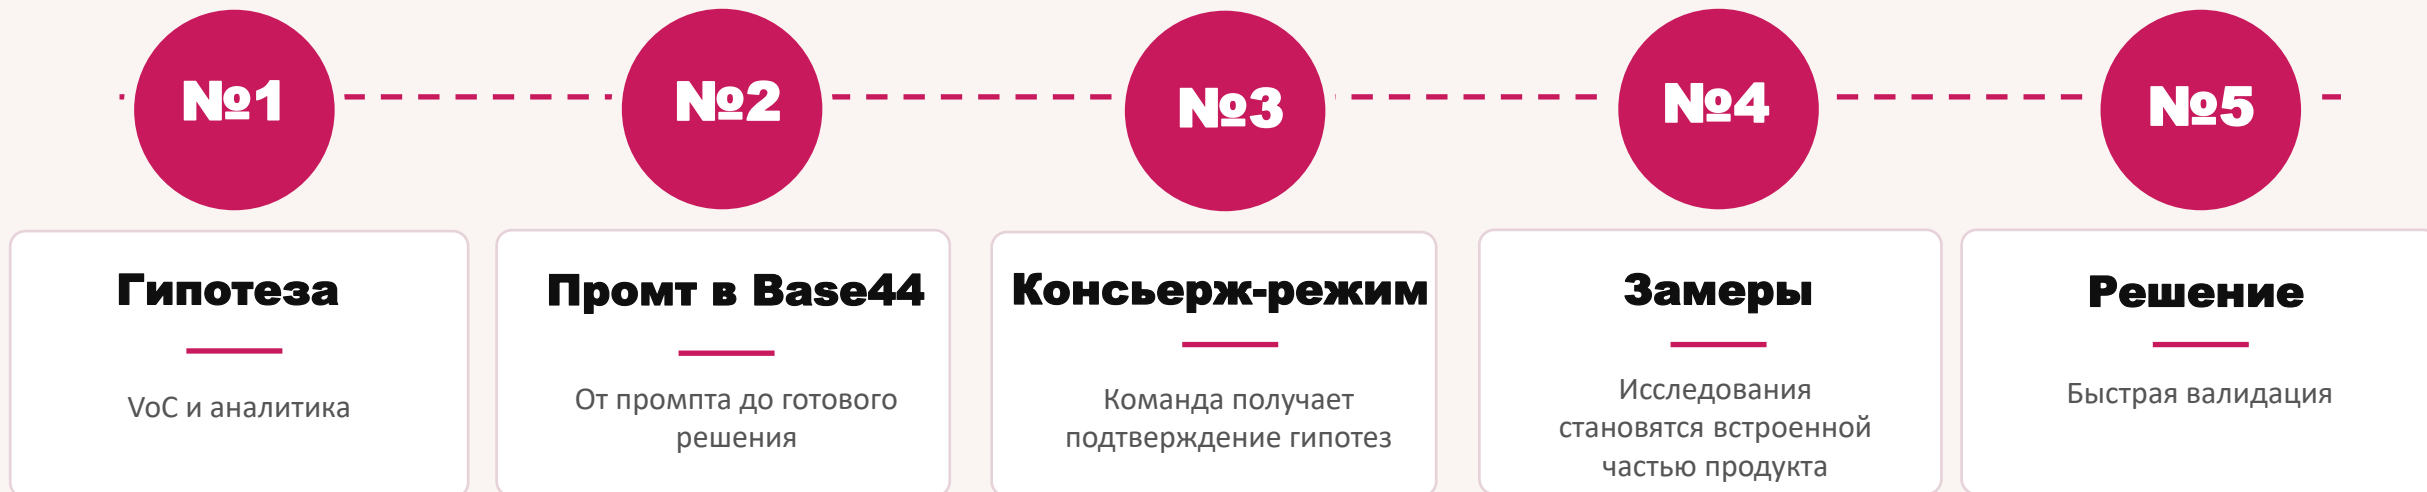 №1
№2
№3
№4
№5
Гипотеза
VoC и аналитика
Промт в Base44
От промпта до готового
решения
Консьерж-режим
Команда получает
подтверждение гипотез
Замеры
Исследования
становятся встроенной
частью продукта
Решение
Быстрая валидация